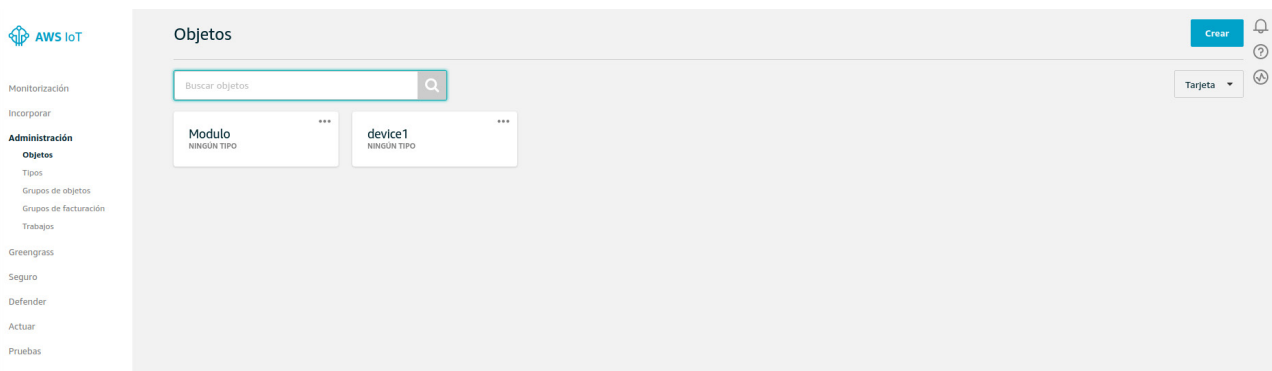 AWS IoT
Monitorización
Incorporar
Administración
Objetos
Tipos
Grupos de objetos
Grupos de facturación
Trabajos
Greengrass
Seguro
Defender
Actuar
Pruebas
Objetos
Crear
Buscar objetos
Tarjeta
Modulo
NINGÚN TIPO
device1
NINGÚN TIPO